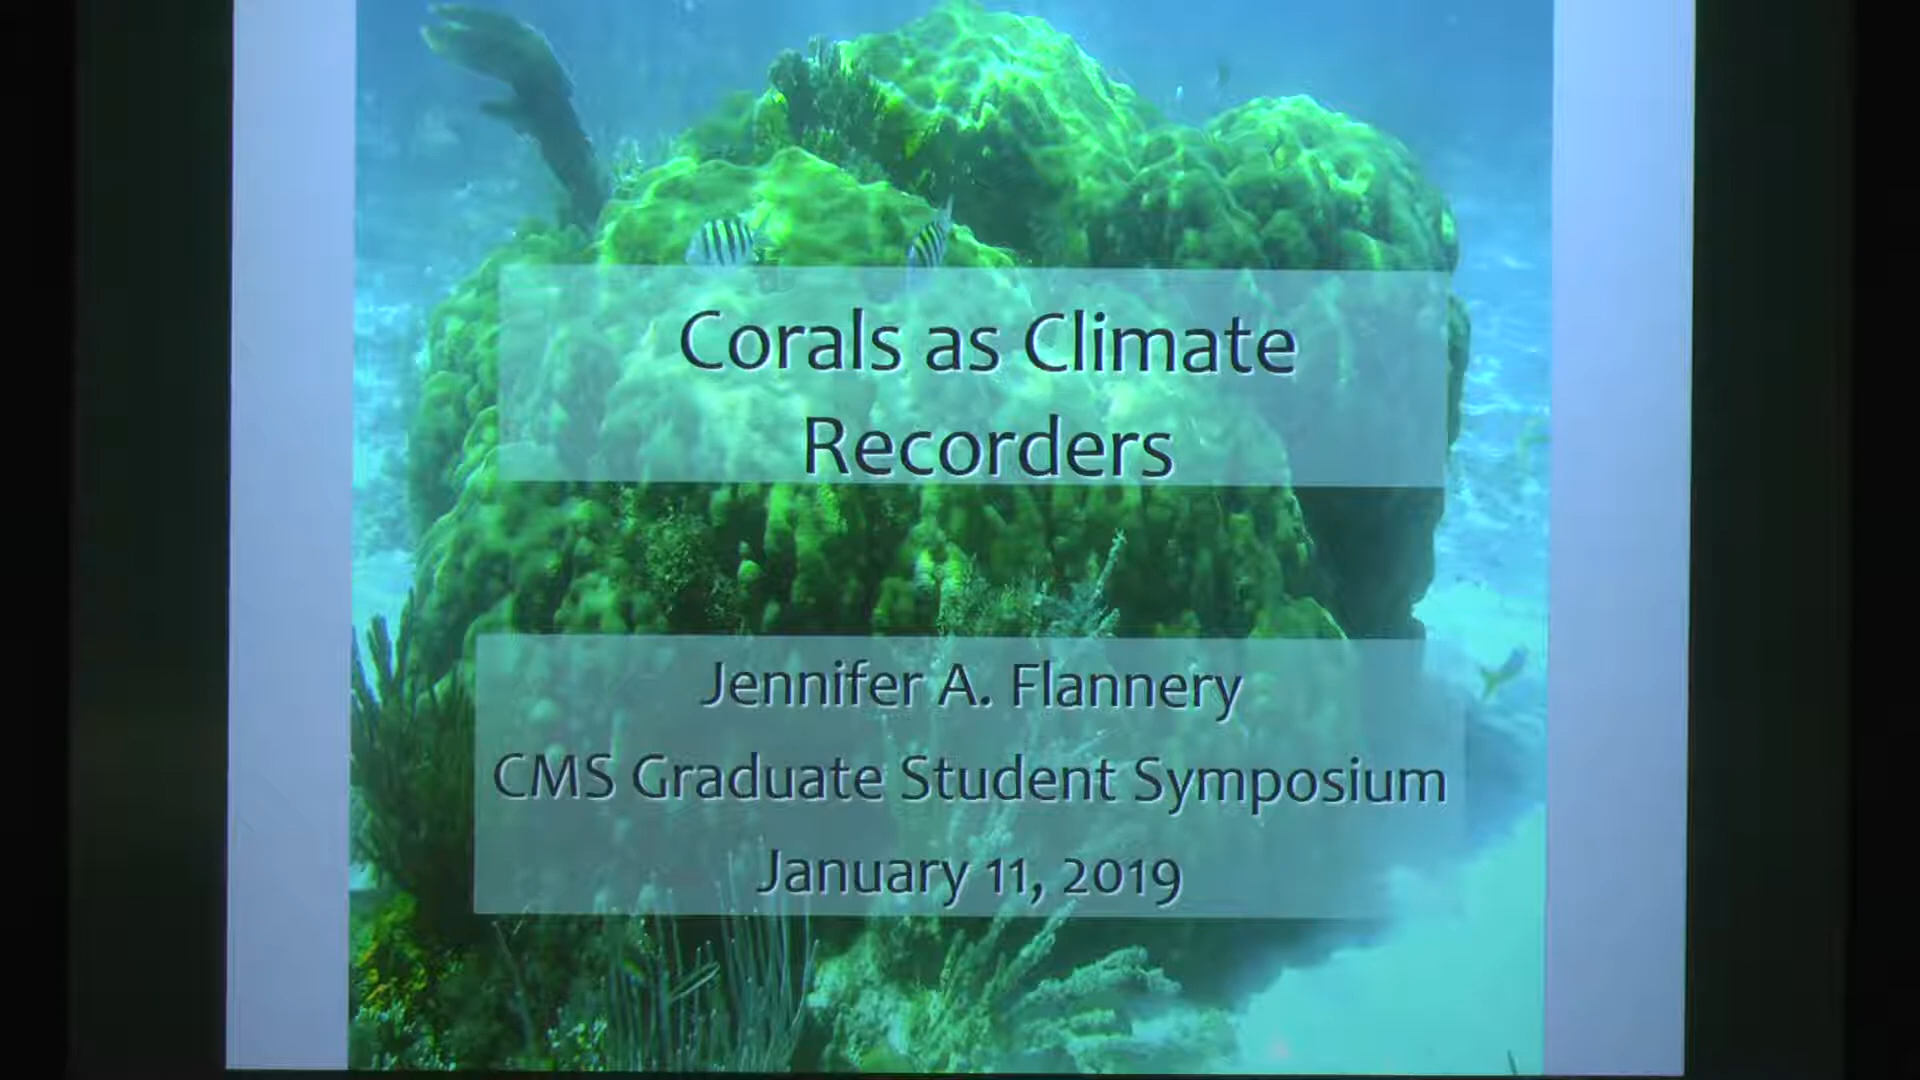 Corals as Climate
Recorders
Jennifer A. Flannery
CMS Graduate Student Symposium
January 11, 2019